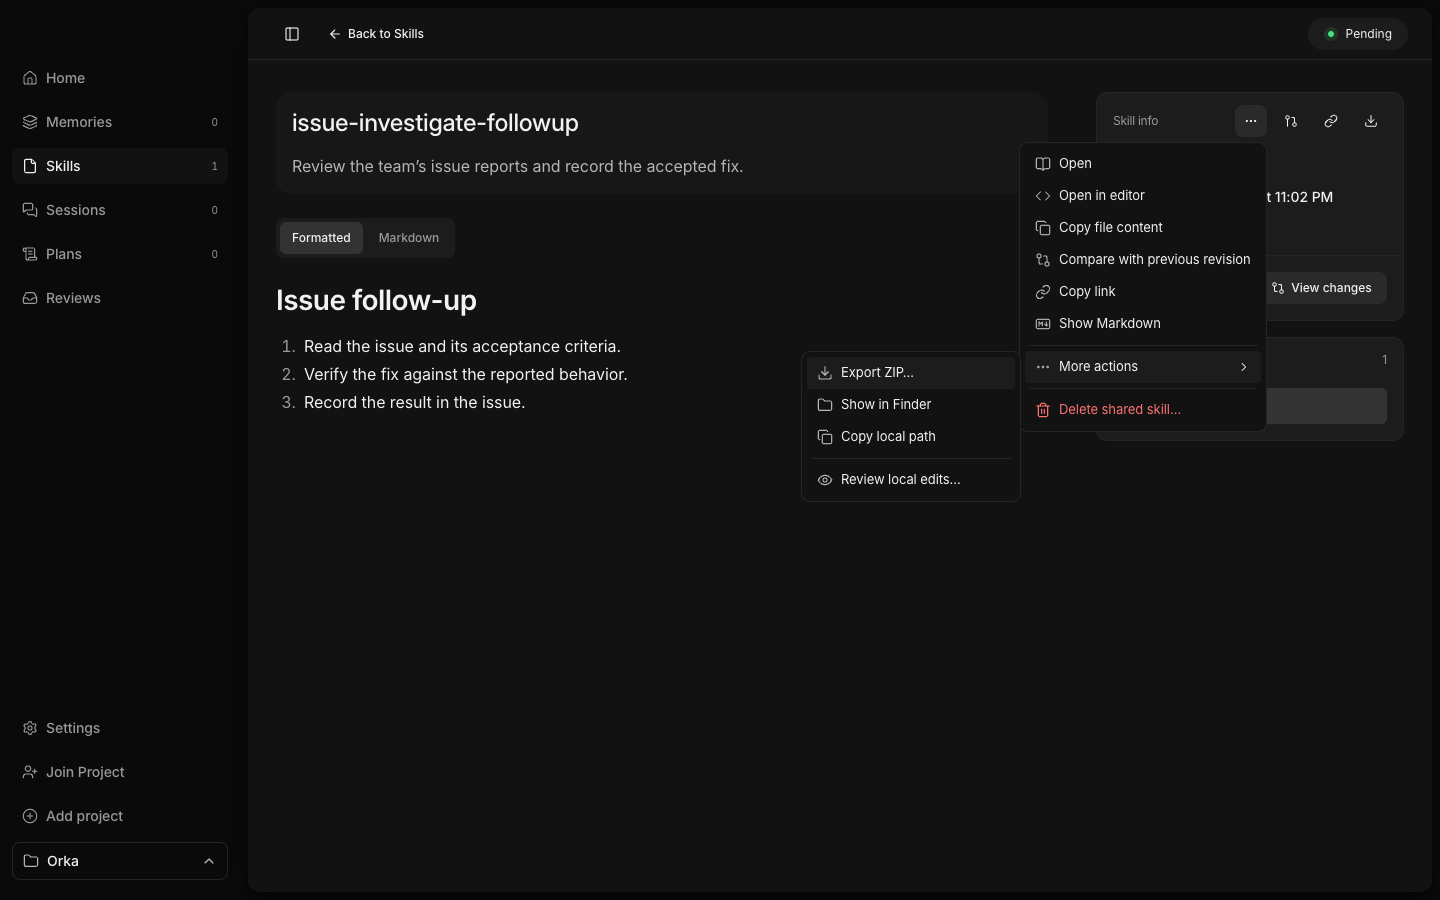 Back to Skills
Pending
Home
Memories 0
Skills 1
Sessions 0
Plans 0
Reviews
Settings
Join Project
Add project
Orka
issue-investigate-followup
Review the team’s issue reports and record the accepted fix.
Formatted
Markdown
Issue follow-up
1. Read the issue and its acceptance criteria.
2. Verify the fix against the reported behavior.
3. Record the result in the issue.
Skill info
t 11:02 PM
View changes
1
Open
Open in editor
Copy file content
Compare with previous revision
Copy link
Show Markdown
More actions
Delete shared skill...
Export ZIP...
Show in Finder
Copy local path
Review local edits...